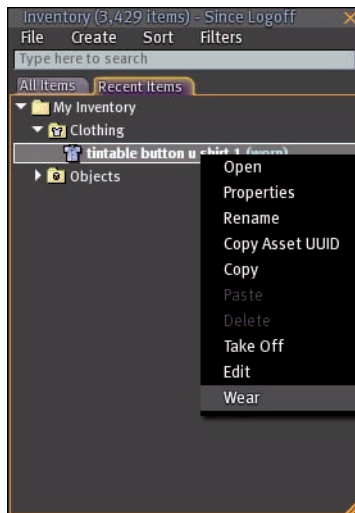 Inventory (3,429 items) - Since Logoff
File Create Sort Filters
Type here to search
All Items Recent Items
My Inventory
Clothing
tintable button u shirt 1 (worn)
Objects
Open
Properties
Rename
Copy Asset UUID
Copy
Paste
Delete
Take Off
Edit
Wear